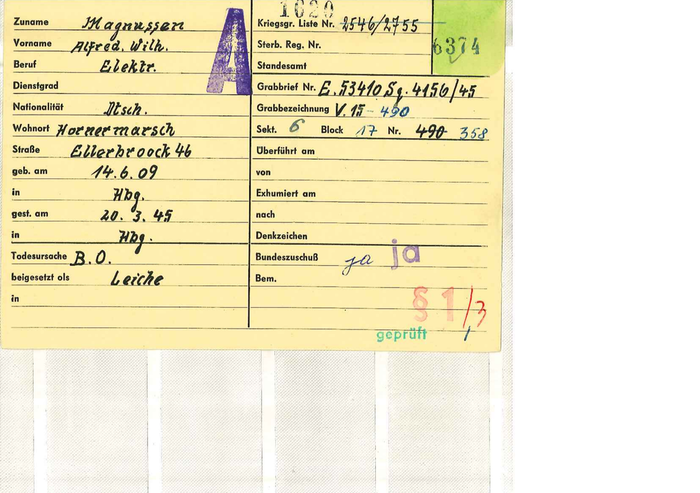 1620
Zuname Magnussen
Vorname Alfred. Wilh.
Beruf Elektr.
Dienstgrad
Nationalität Dtsch.
Wohnort Hornermarsch
Straße Ellerbroock 46
geb. am 14.6.09
in Hbg.
gest. am 20.3.45
in Hbg.
Todesursache B.O.
beigesetzt als Leiche
in
A
Kriegsgr. Liste Nr. 2546/2755
6374
Sterb. Reg. Nr.
Standesamt
Grabbrief Nr. E.53410 Sg. 4156/45
Grabbezeichnung V.15-490
Sekt. 6 Block 17 Nr. 490 358
Überführt am
von
Exhumiert am
nach
Denkzeichen
Bundeszuschuß ja ja
Bem.
§ 1/3
geprüft